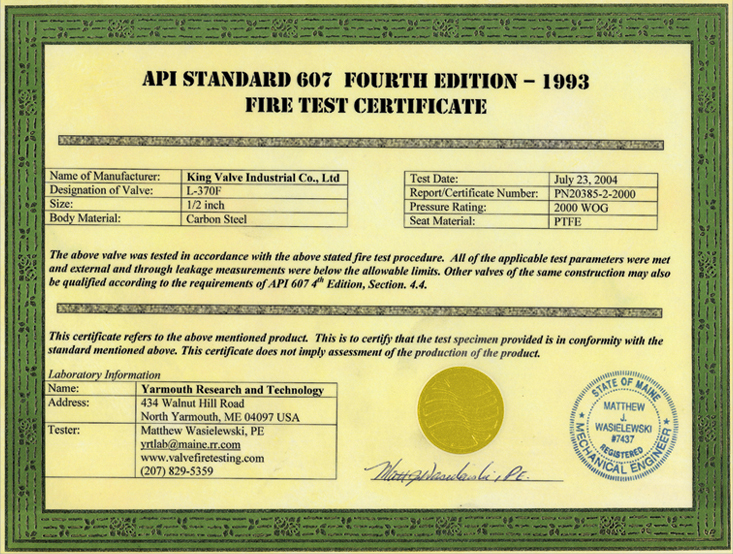 API STANDARD 607 FOURTH EDITION – 1993
FIRE TEST CERTIFICATE
Name of Manufacturer: King Valve Industrial Co., Ltd
Designation of Valve: L-370F
Size: 1/2 inch
Body Material: Carbon Steel
Test Date: July 23, 2004
Report/Certificate Number: PN20385-2-2000
Pressure Rating: 2000 WOG
Seat Material: PTFE
The above valve was tested in accordance with the above stated fire test procedure. All of the applicable test parameters were met
and external and through leakage measurements were below the allowable limits. Other valves of the same construction may also
be qualified according to the requirements of API 607 4th Edition, Section. 4.4.
This certificate refers to the above mentioned product. This is to certify that the test specimen provided is in conformity with the
standard mentioned above. This certificate does not imply assessment of the production of the product.
Laboratory Information
Name: Yarmouth Research and Technology
Address: 434 Walnut Hill Road
North Yarmouth, ME 04097 USA
Tester: Matthew Wasielewski, PE
yrtlab@maine.rr.com
www.valvefiretesting.com
(207) 829-5359
Matt Wasielewski, P.E.
STATE OF MAINE
MATTHEW
J.
WASIELEWSKI
#7437
REGISTERED
MECHANICAL ENGINEER